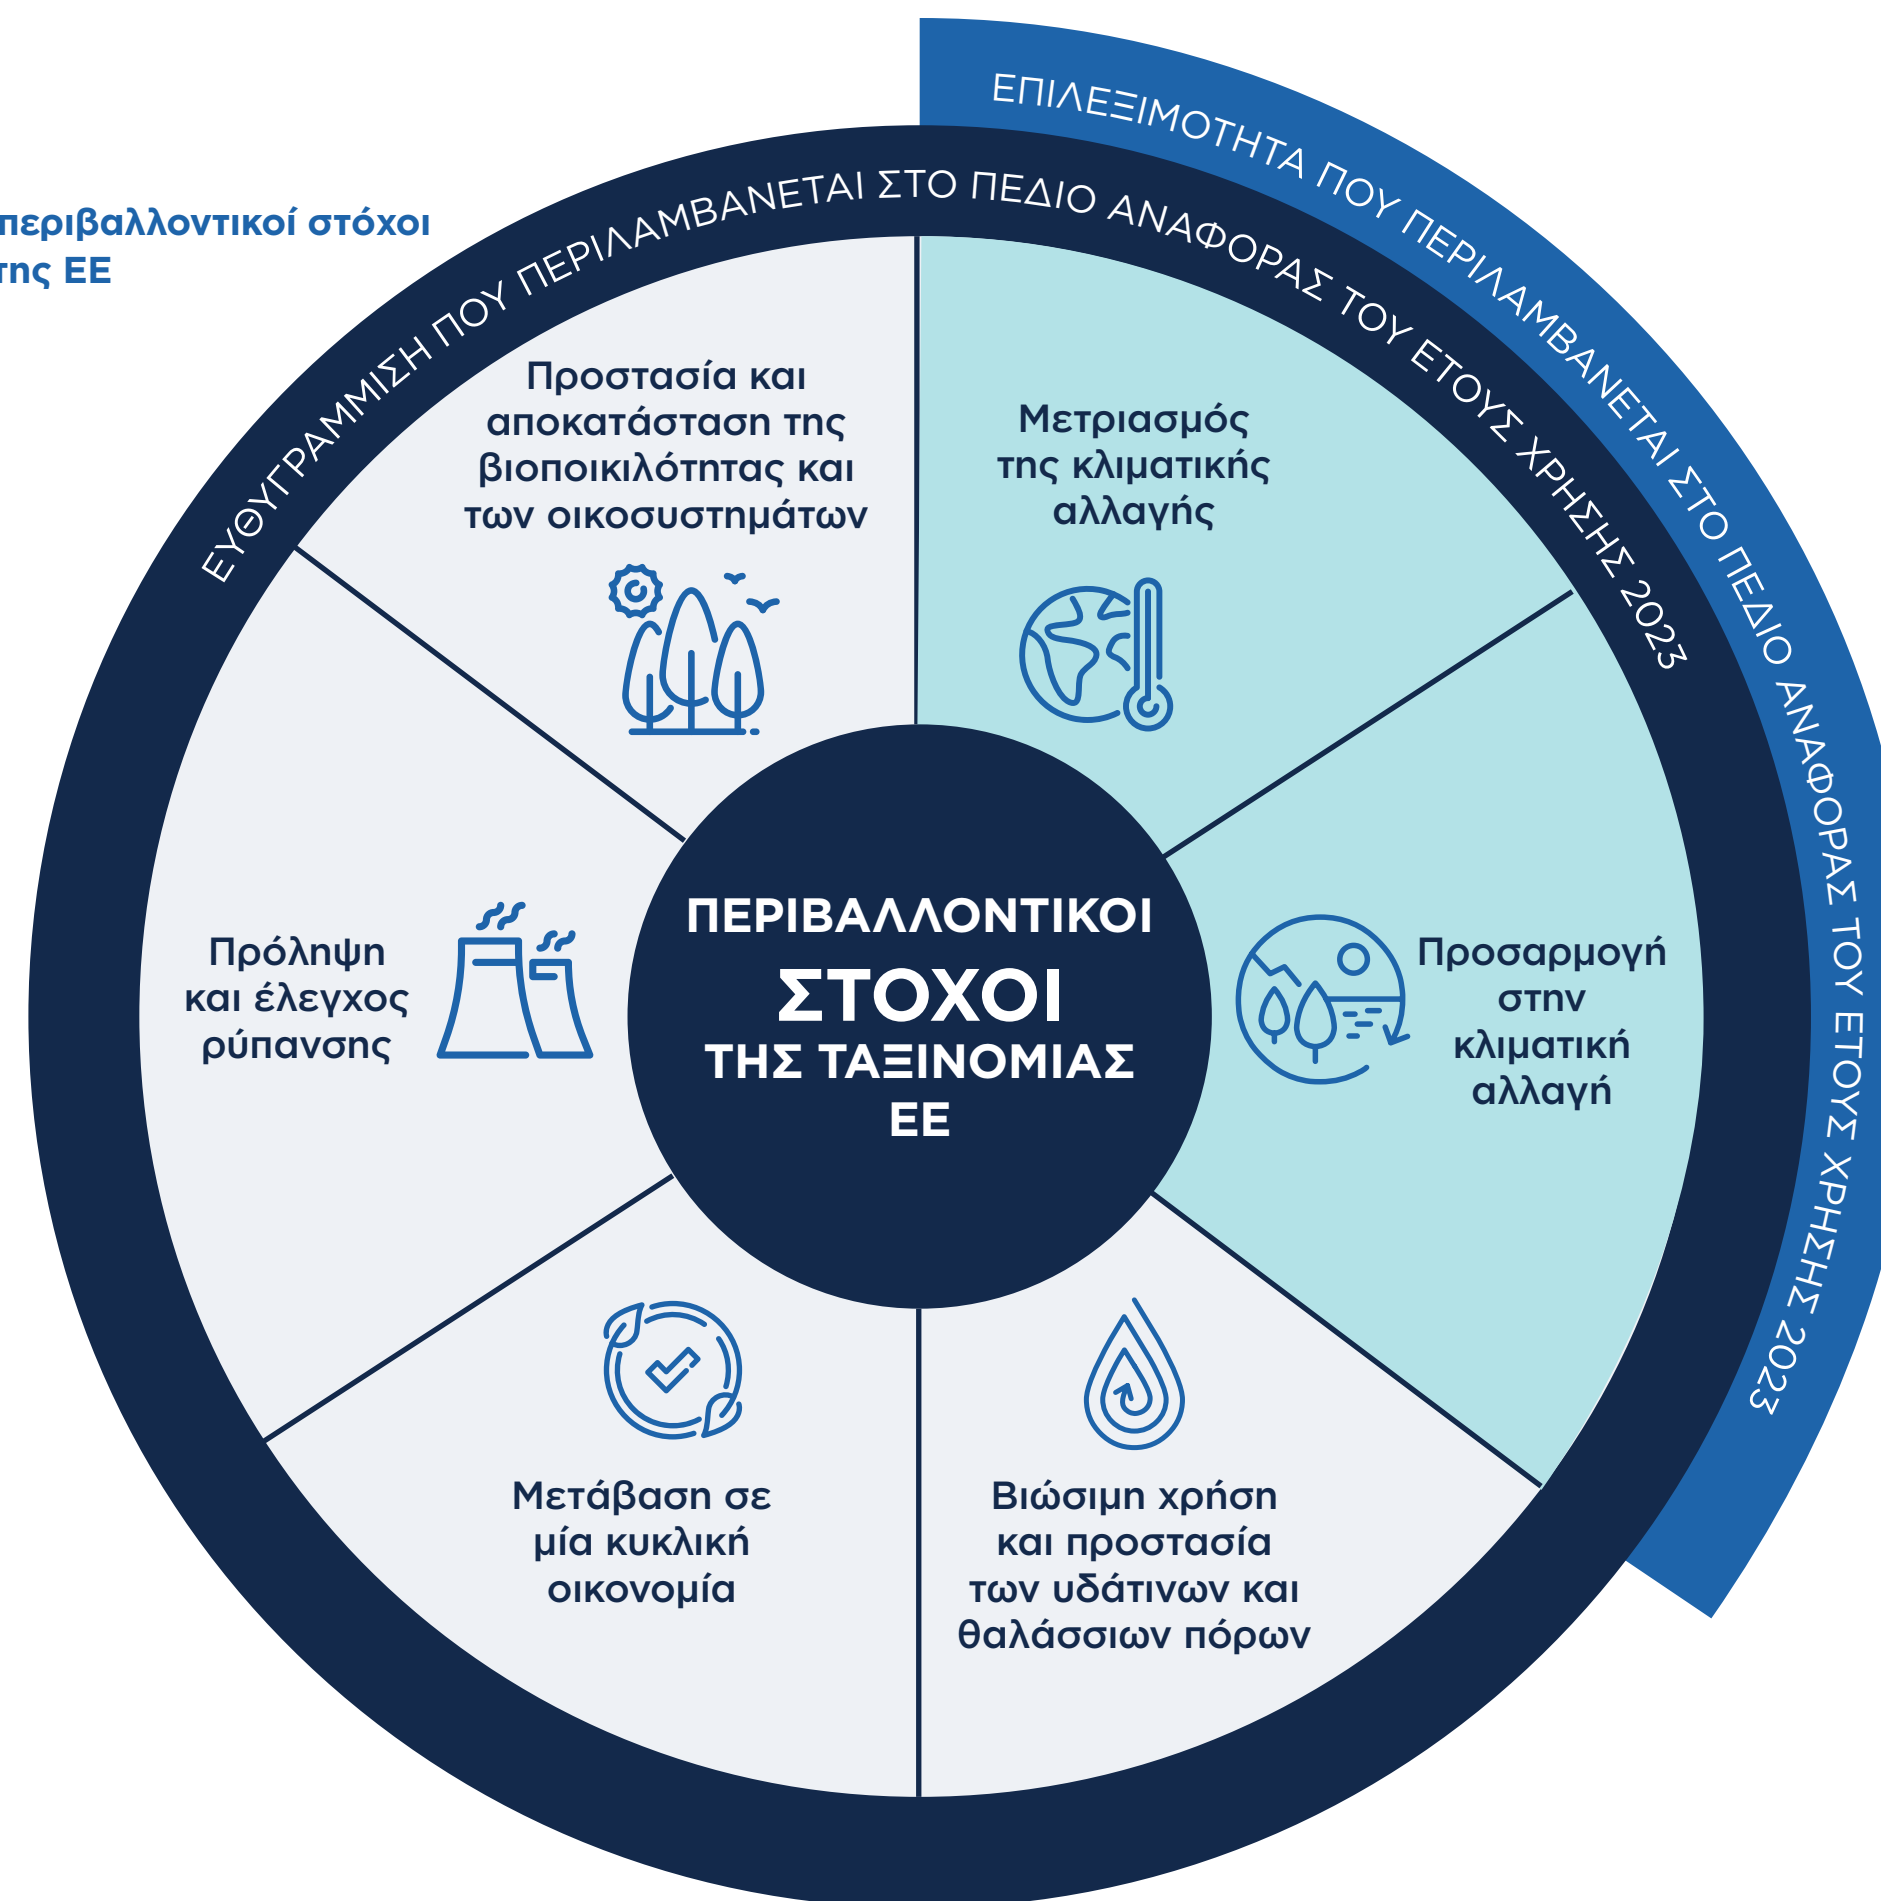 περιβαλλοντικοί στόχοι
της ΕΕ
ΕΠΙΛΕΞΙΜΟΤΗΤΑ ΠΟΥ ΠΕΡΙΛΑΜΒΑΝΕΤΑΙ ΣΤΟ ΠΕΔΙΟ ΑΝΑΦΟΡΑΣ ΤΟΥ ΕΤΟΥΣ ΧΡΗΣΗΣ 2023
ΕΥΘΥΓΡΑΜΜΙΣΗ ΠΟΥ ΠΕΡΙΛΑΜΒΑΝΕΤΑΙ ΣΤΟ ΠΕΔΙΟ ΑΝΑΦΟΡΑΣ ΤΟΥ ΕΤΟΥΣ ΧΡΗΣΗΣ 2023
Προστασία και
αποκατάσταση της
βιοποικιλότητας και
των οικοσυστημάτων
Μετριασμός
της κλιματικής
αλλαγής
Πρόληψη
και έλεγχος
ρύπανσης
ΠΕΡΙΒΑΛΛΟΝΤΙΚΟΙ
ΣΤΟΧΟΙ
ΤΗΣ ΤΑΞΙΝΟΜΙΑΣ
ΕΕ
Προσαρμογή
στην
κλιματική
αλλαγή
Μετάβαση σε
μία κυκλική
οικονομία
Βιώσιμη χρήση
και προστασία
των υδάτινων και
θαλάσσιων πόρων